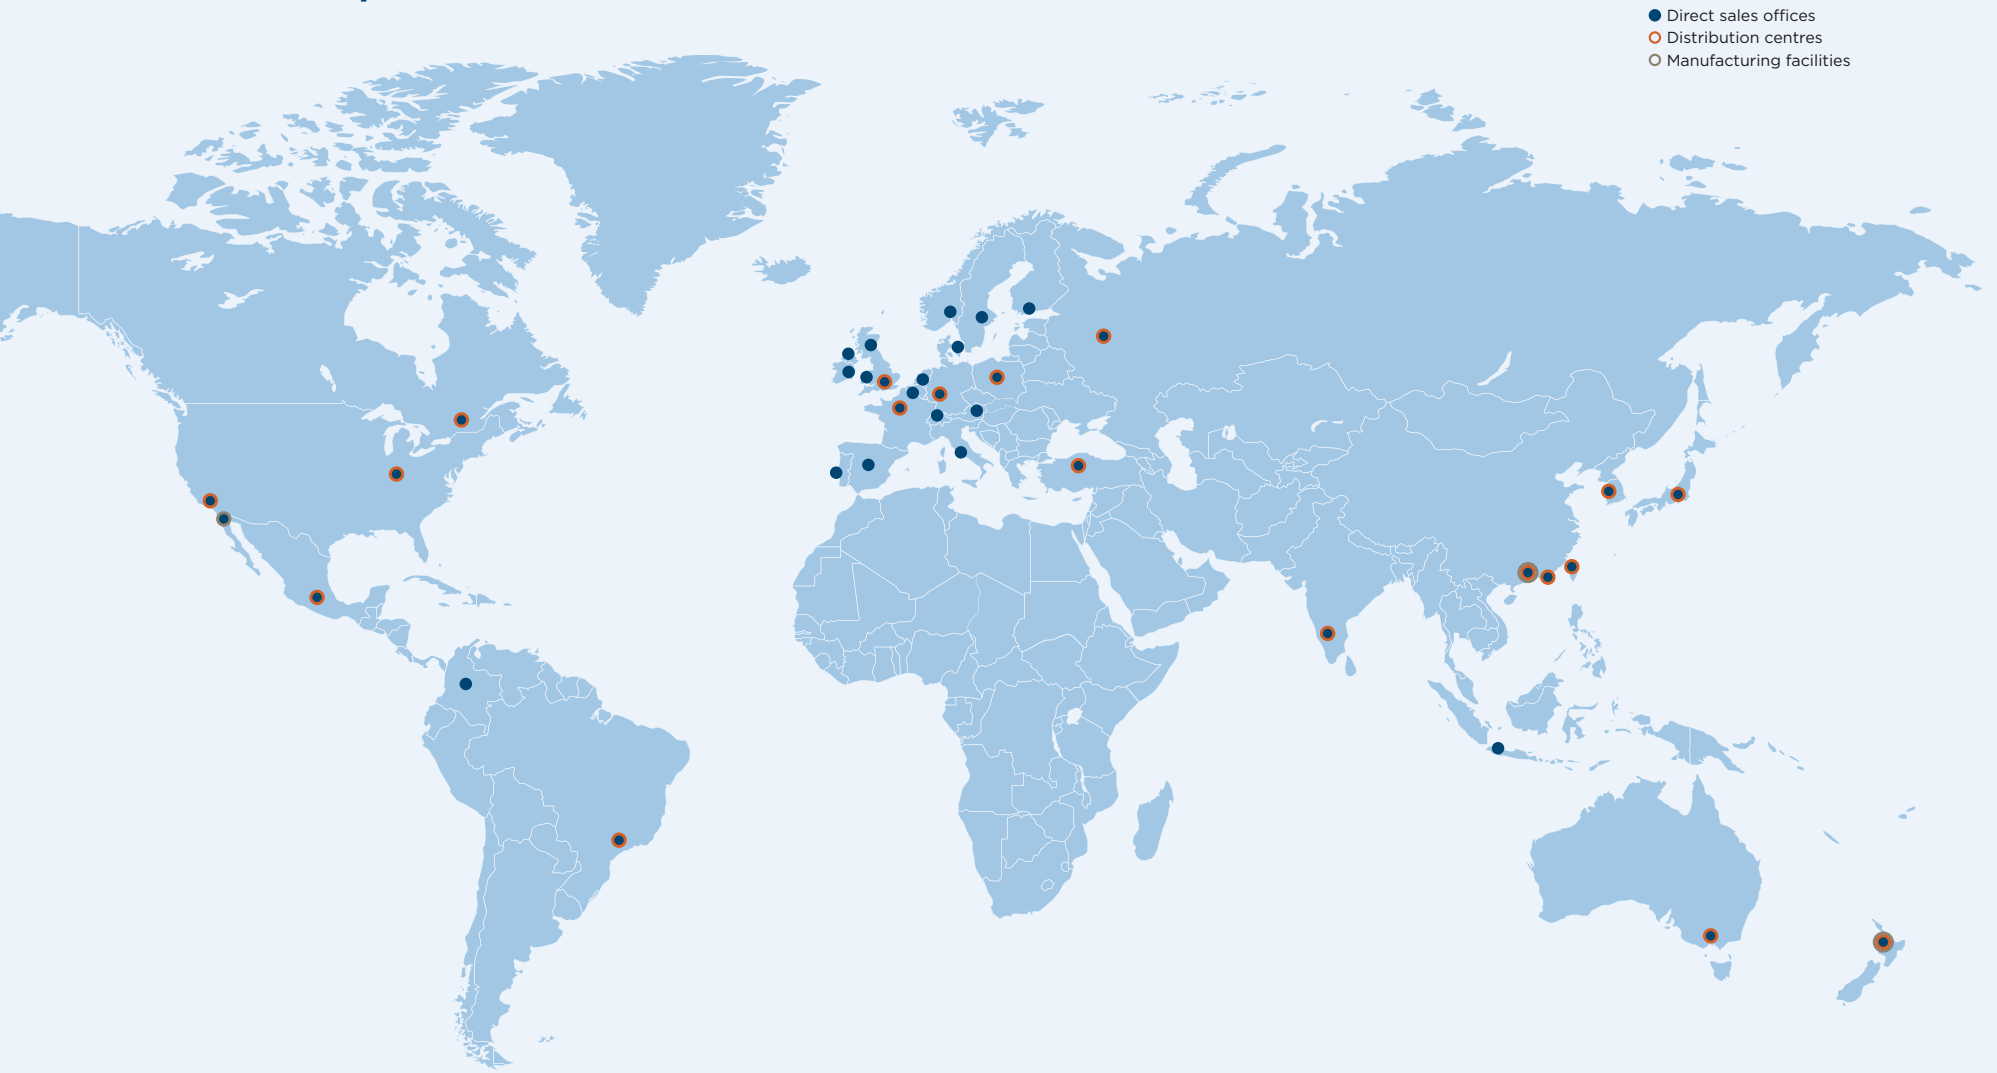 Direct sales offices
Distribution centres
Manufacturing facilities